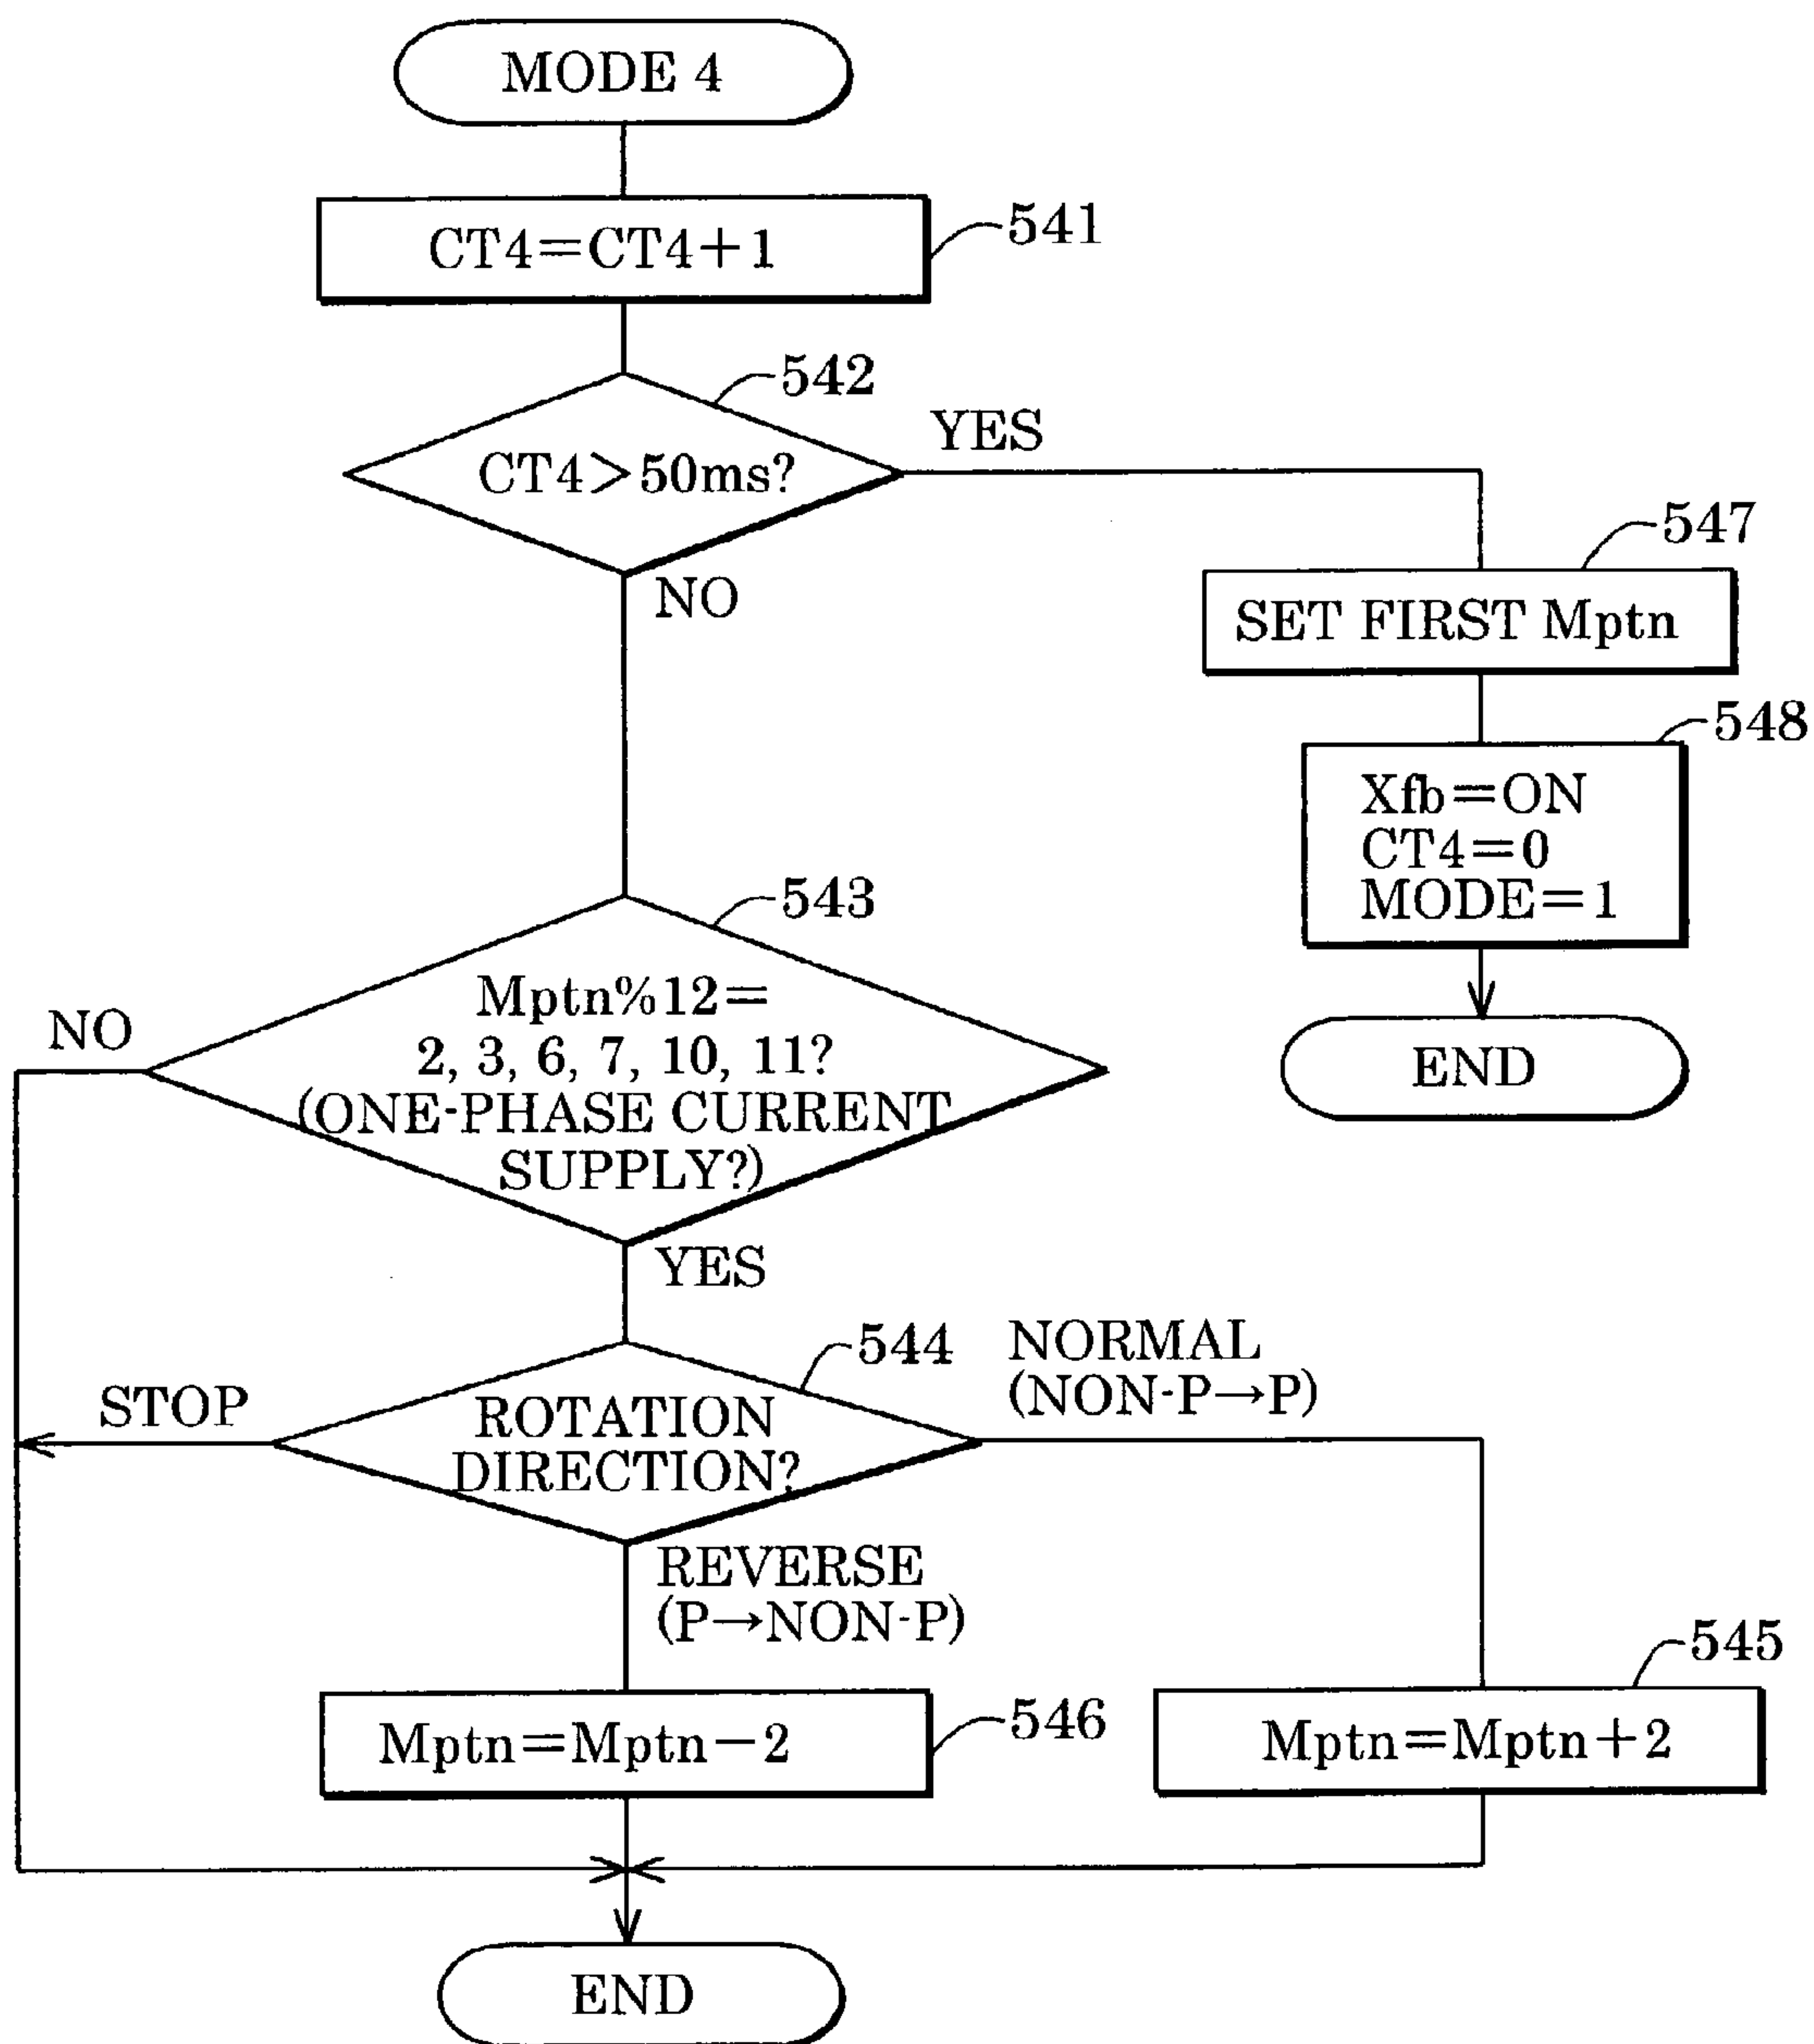 MODE 4
CT4=CT4+1
541
542
CT4>50ms?
YES
NO
547
SET FIRST Mptn
548
Xfb=ON
CT4=0
MODE=1
END
543
Mptn%12=
2, 3, 6, 7, 10, 11?
(ONE-PHASE CURRENT
SUPPLY?)
NO
YES
544
ROTATION
DIRECTION?
STOP
NORMAL
(NON-P→P)
REVERSE
(P→NON-P)
545
Mptn=Mptn+2
546
Mptn=Mptn−2
END